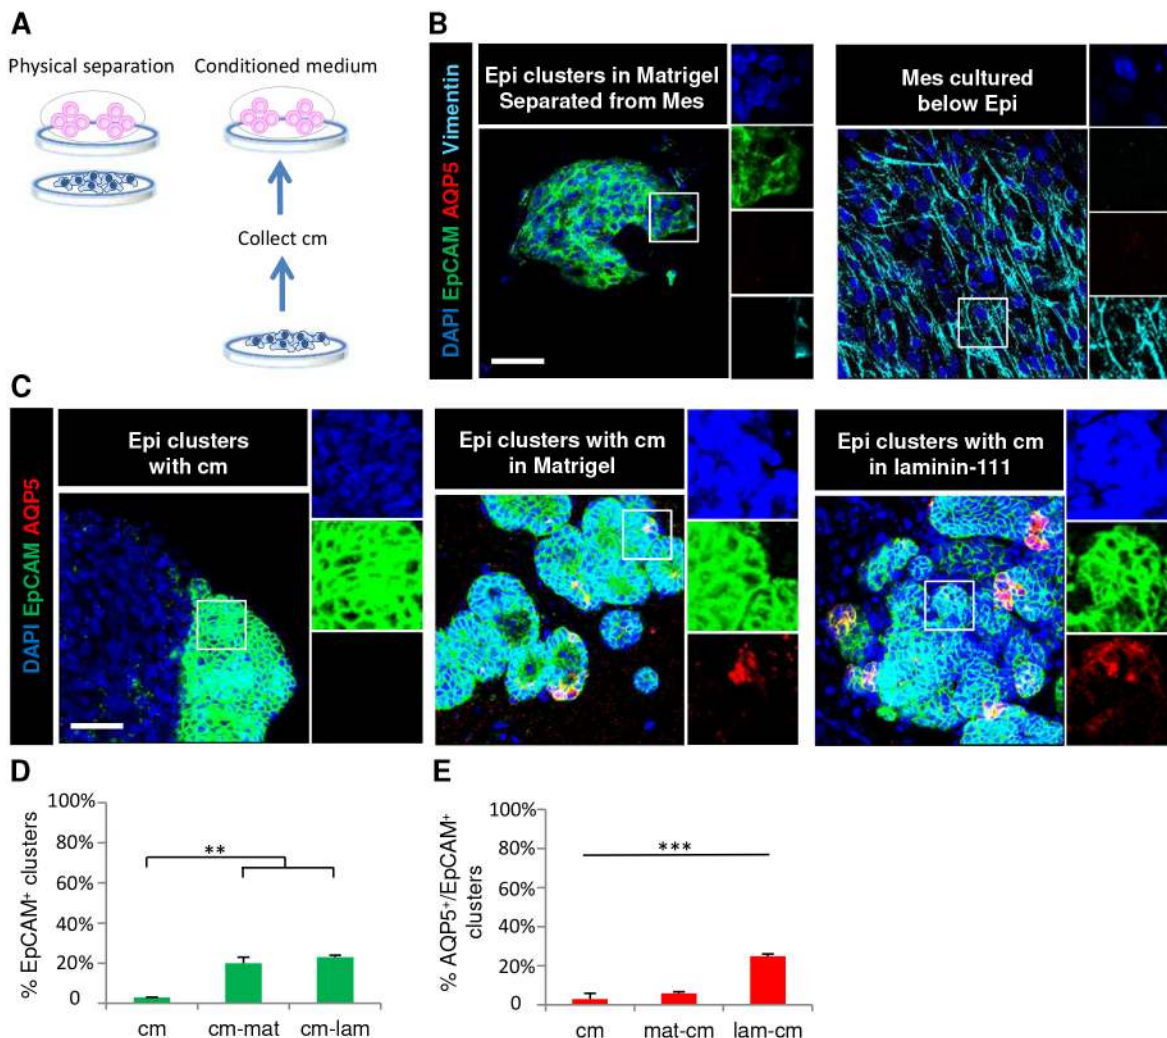 A
Physical separation
Conditioned medium
Collect cm
B
DAPI EpCAM AQP5 Vimentin
Epi clusters in Matrigel
Separated from Mes
Mes cultured
below Epi
C
DAPI EpCAM AQP5
Epi clusters
with cm
Epi clusters with cm
in Matrigel
Epi clusters with cm
in laminin-111
D
% EpCAM⁺ clusters
100%
80%
60%
40%
20%
0
**
cm
cm-mat
cm-lam
E
% AQP5⁺/EpCAM⁺
clusters
100%
80%
60%
40%
20%
0
***
cm
mat-cm
lam-cm